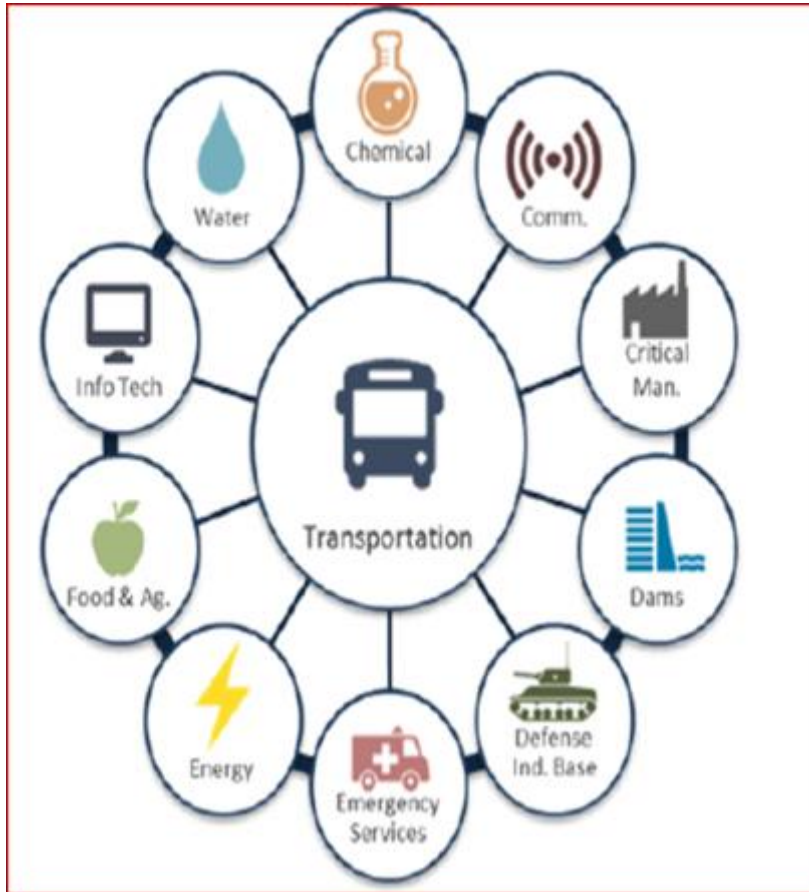 Chemical
Comm.
Critical
Man.
Dams
Defense
Ind. Base
Emergency
Services
Energy
Food & Ag.
Info Tech
Water
Transportation